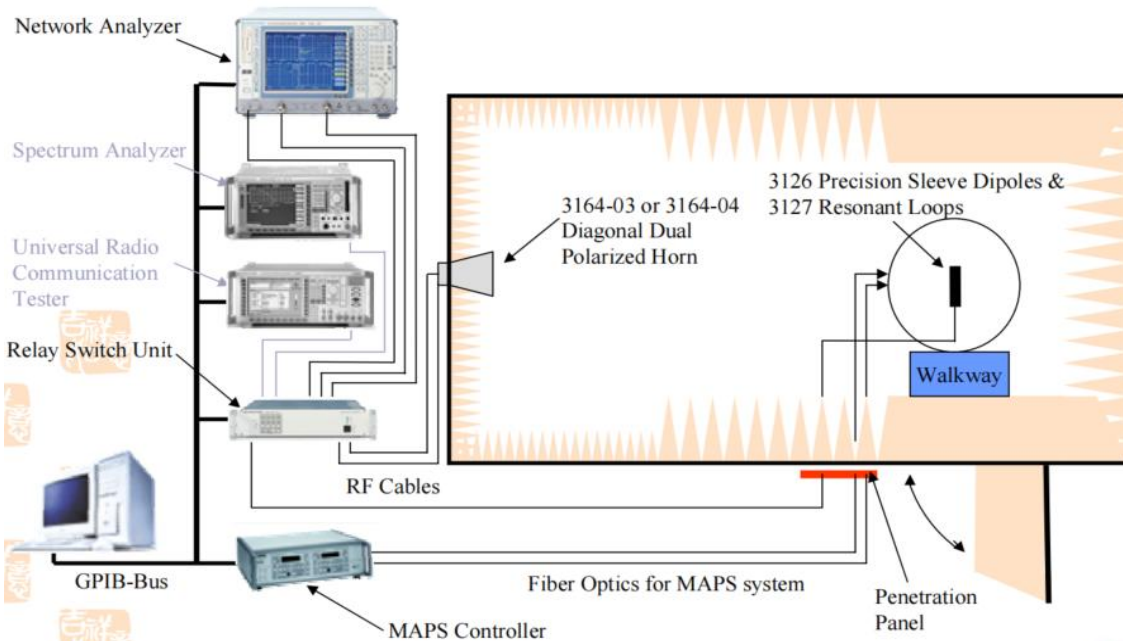 Network Analyzer
Spectrum Analyzer
Universal Radio
Communication
Tester
Relay Switch Unit
3164-03 or 3164-04
Diagonal Dual
Polarized Horn
3126 Precision Sleeve Dipoles &
3127 Resonant Loops
Walkway
RF Cables
GPIB-Bus
Fiber Optics for MAPS system
Penetration
Panel
MAPS Controller